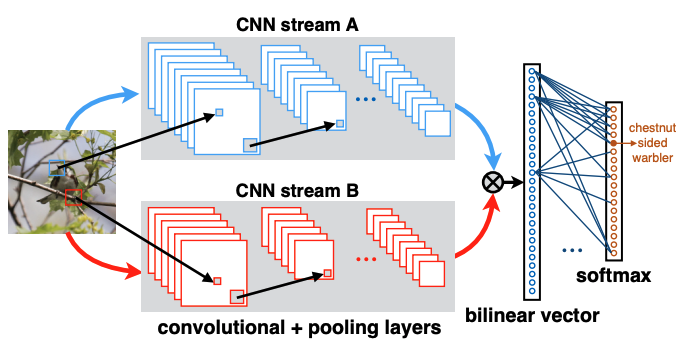 CNN stream A
chestnut
sided
warbler
CNN stream B
softmax
bilinear vector
convolutional + pooling layers